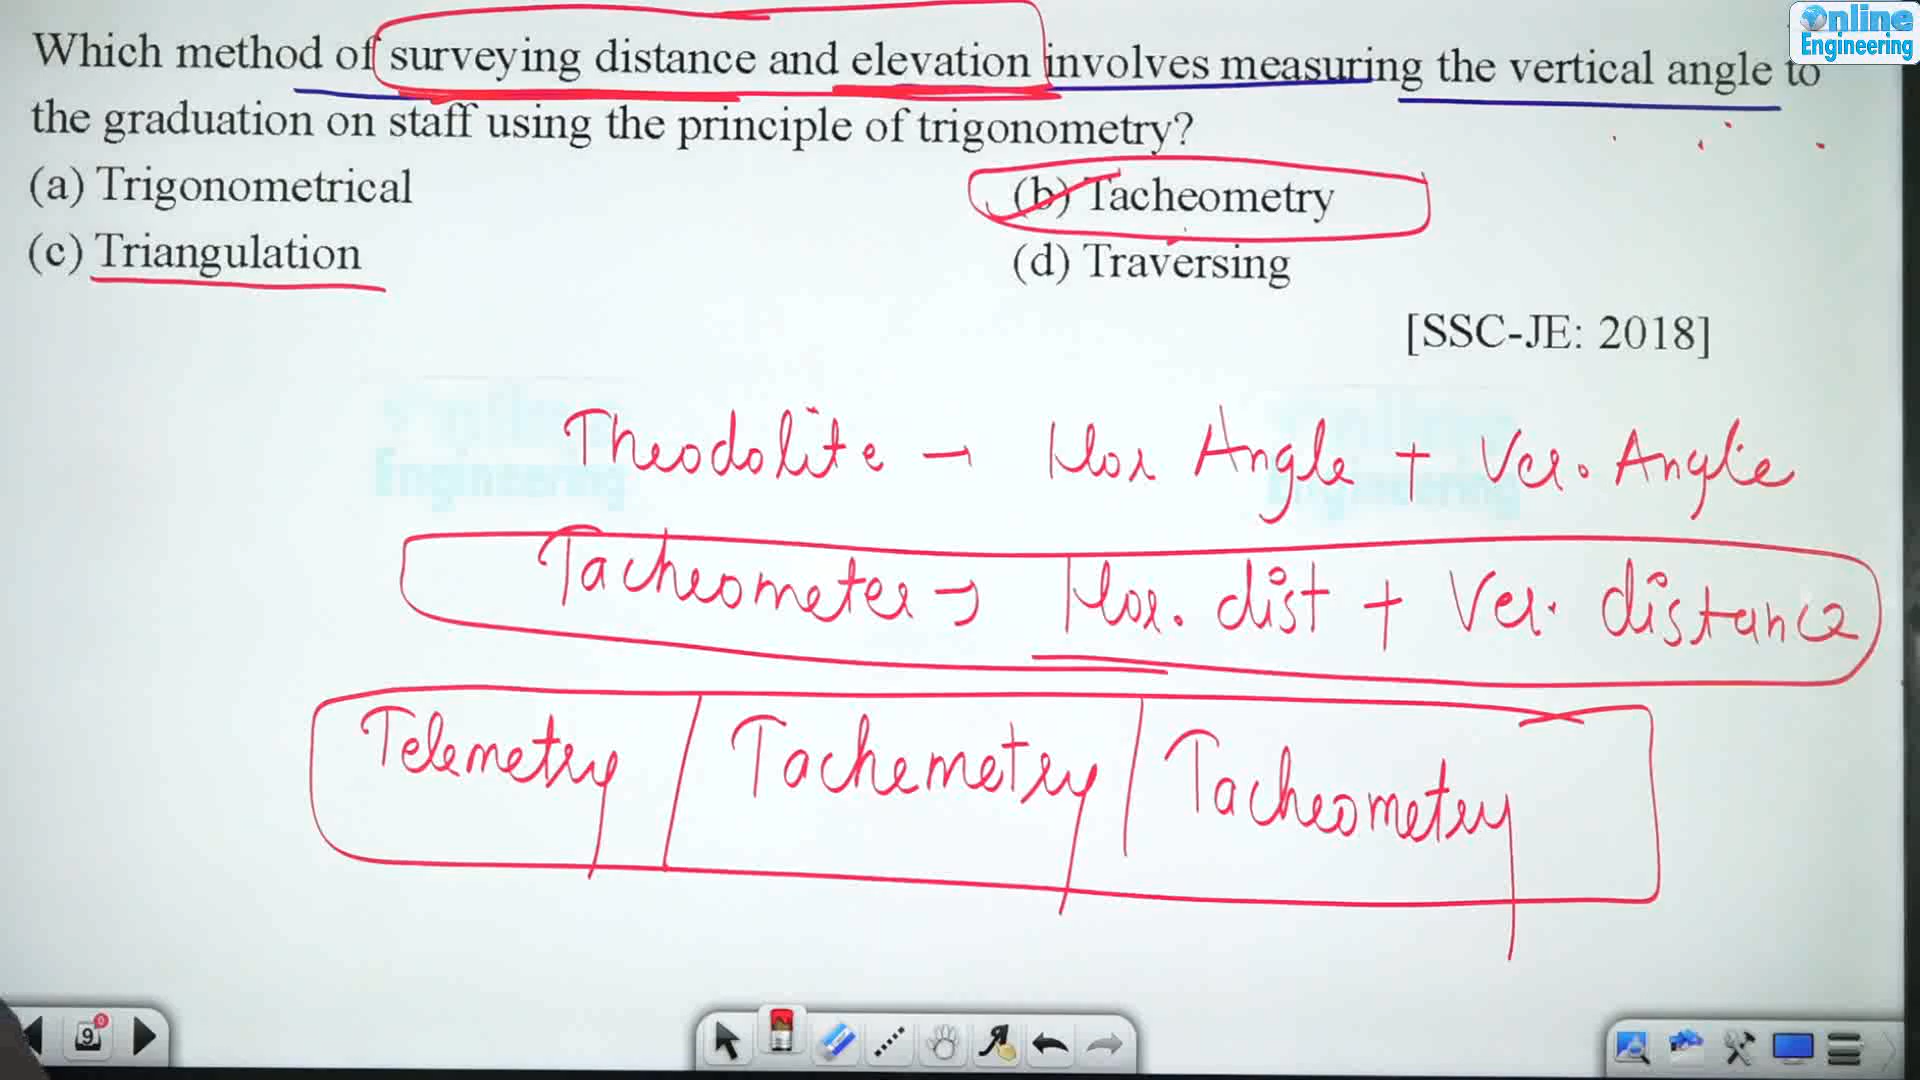 Online
Engineering
Which method of surveying distance and elevation involves measuring the vertical angle to
the graduation on staff using the principle of trigonometry?
(a) Trigonometrical
(b) Tacheometry
(c) Triangulation
(d) Traversing
[SSC-JE: 2018]
Theodolite → Hor Angle + Ver. Angle
Tacheometer → Hor. dist + Ver. distance
Telemetry / Tachemetry / Tacheometry
9
0